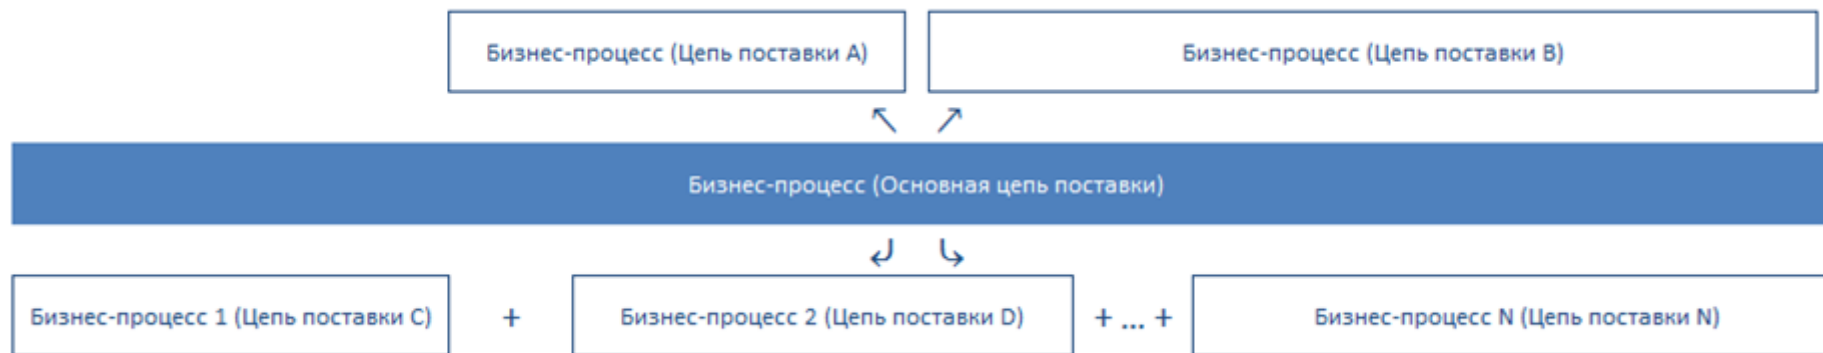 Бизнес-процесс (Цепь поставки A) Бизнес-процесс (Цепь поставки B)
Бизнес-процесс (Основная цепь поставки)
Бизнес-процесс 1 (Цепь поставки C) + Бизнес-процесс 2 (Цепь поставки D) + ... + Бизнес-процесс N (Цепь поставки N)